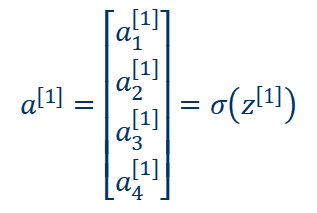 a^[1] = [a_1^[1] a_2^[1] a_3^[1] a_4^[1]] = σ(z^[1])